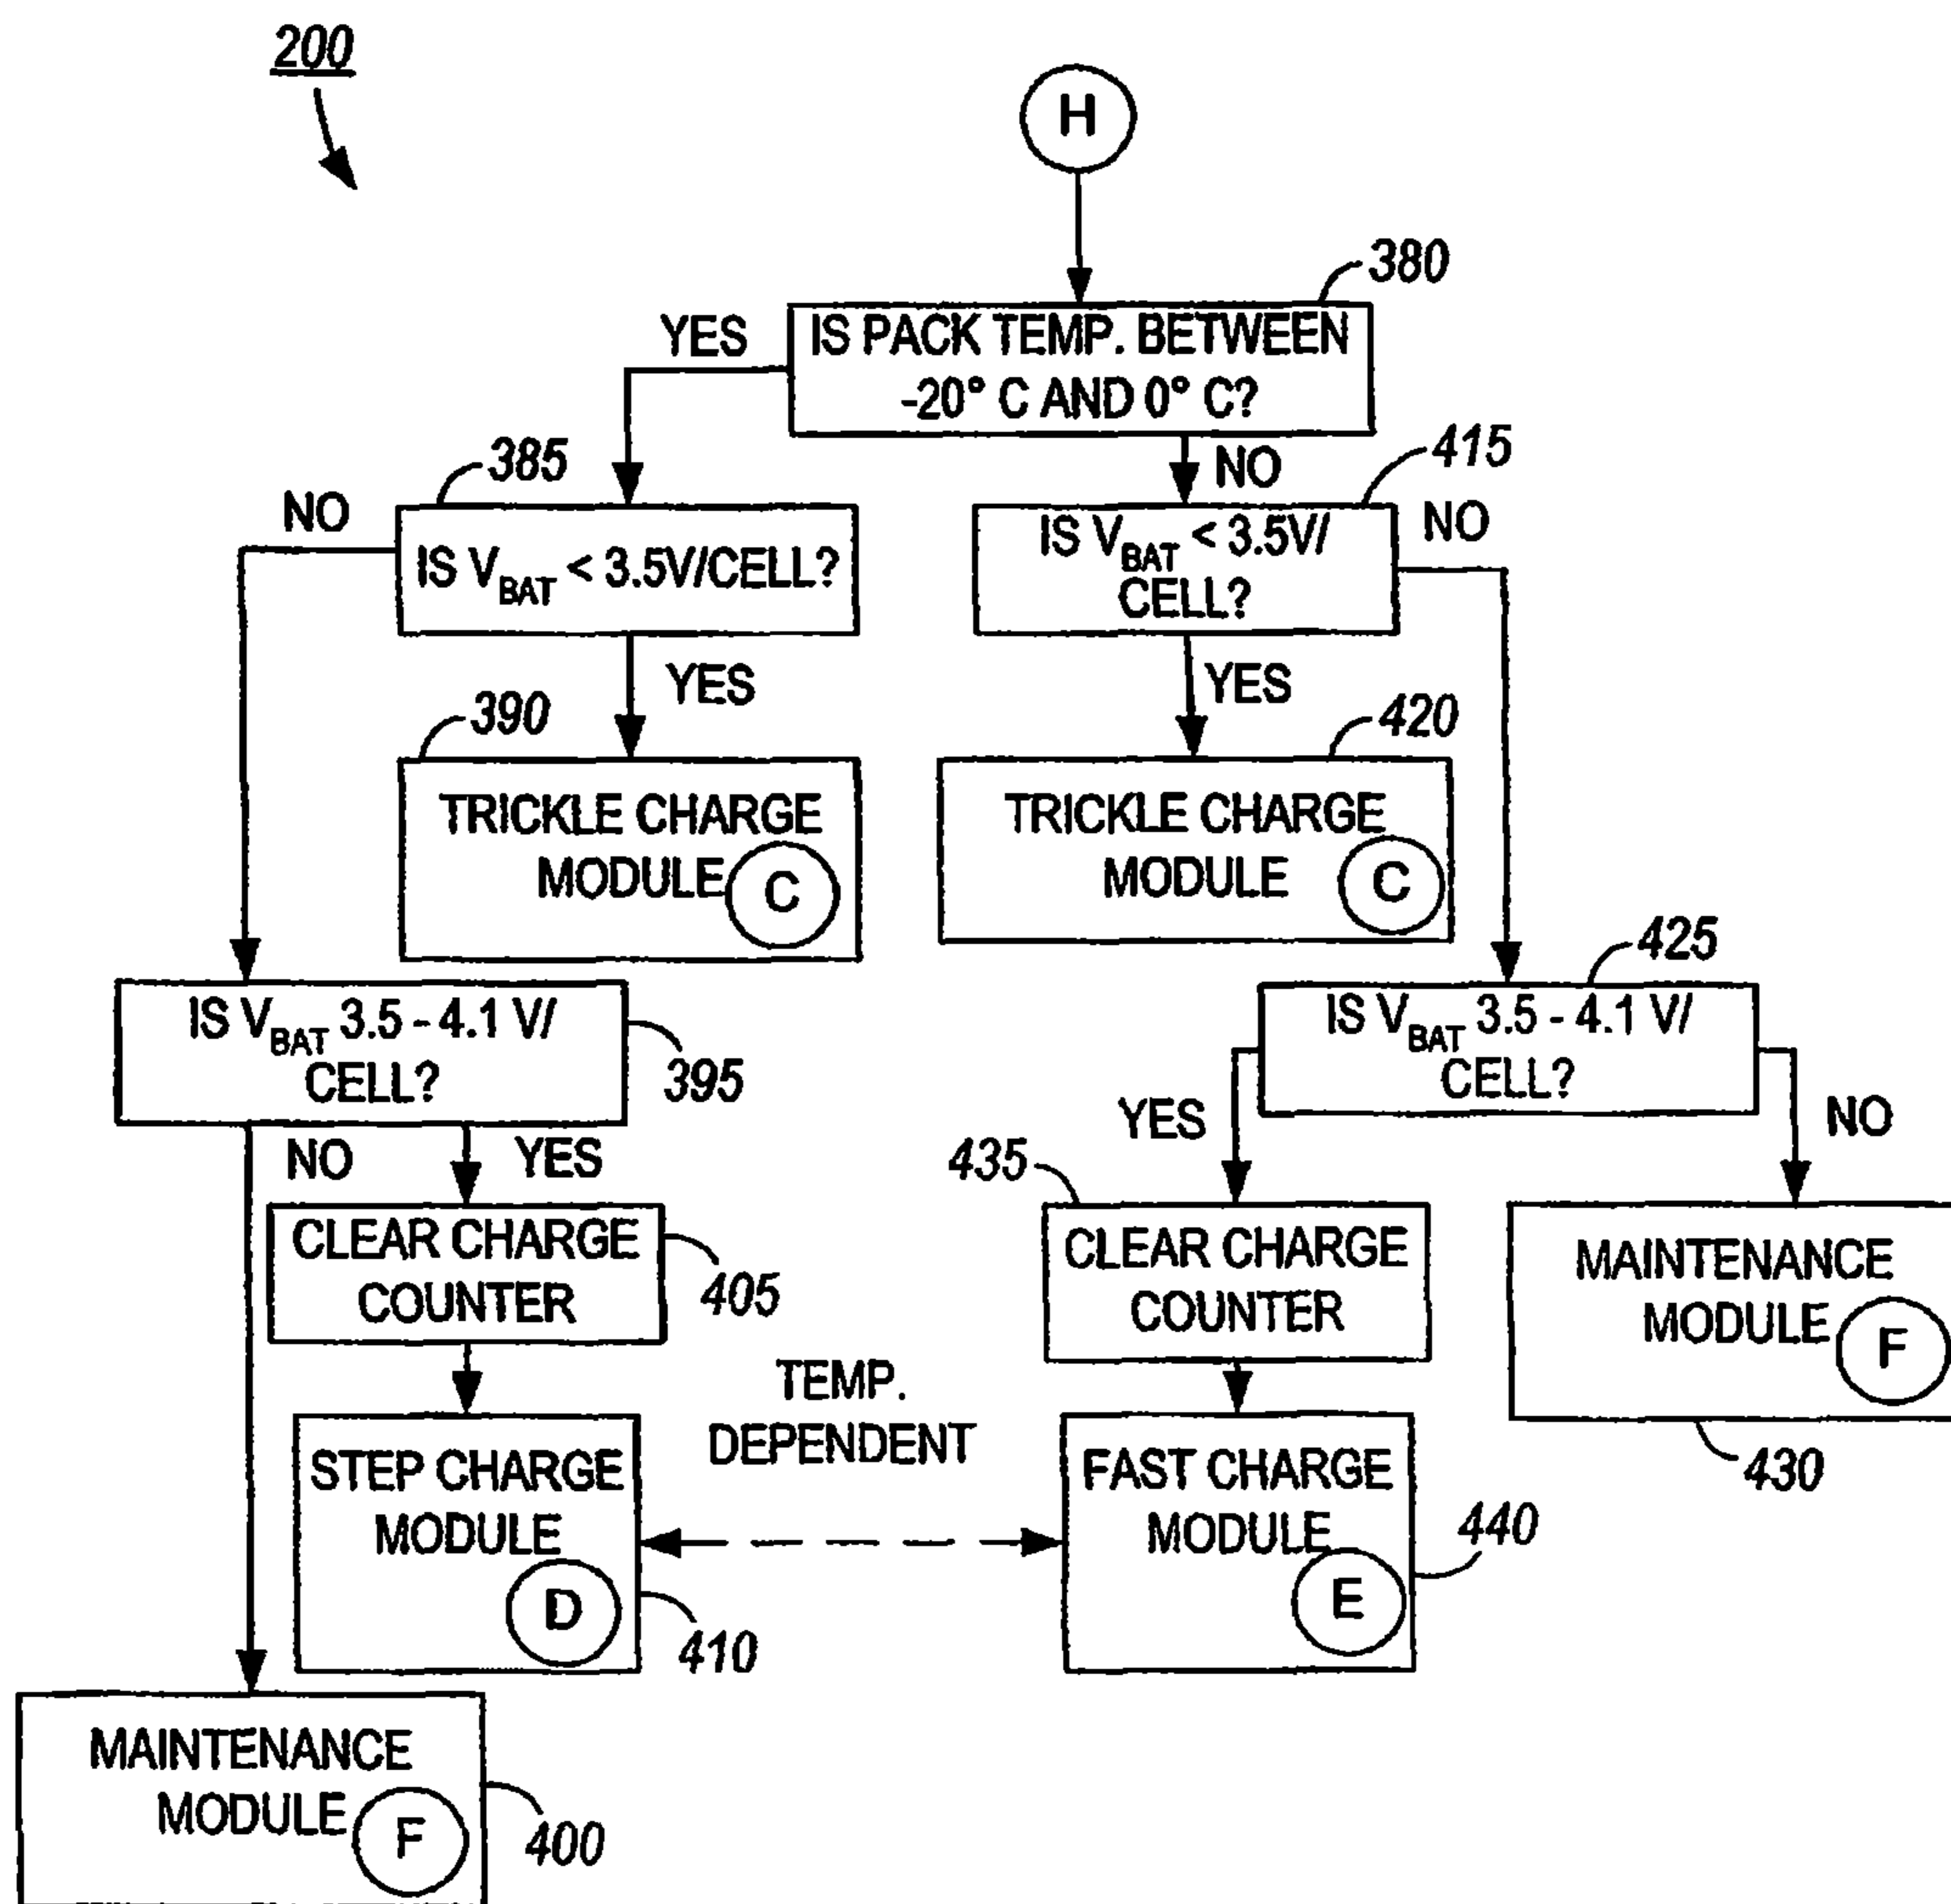 200
H
380
IS PACK TEMP. BETWEEN
-20° C AND 0° C?
YES
NO
385
IS VBAT < 3.5V/CELL?
NO
YES
415
IS VBAT < 3.5V/
CELL?
NO
YES
390
TRICKLE CHARGE
MODULE
C
420
TRICKLE CHARGE
MODULE
C
IS VBAT 3.5 - 4.1 V/
CELL?
395
NO
YES
425
IS VBAT 3.5 - 4.1 V/
CELL?
YES
NO
CLEAR CHARGE
COUNTER
405
435
CLEAR CHARGE
COUNTER
MAINTENANCE
MODULE
F
430
STEP CHARGE
MODULE
D
410
TEMP.
DEPENDENT
FAST CHARGE
MODULE
E
440
MAINTENANCE
MODULE
F
400